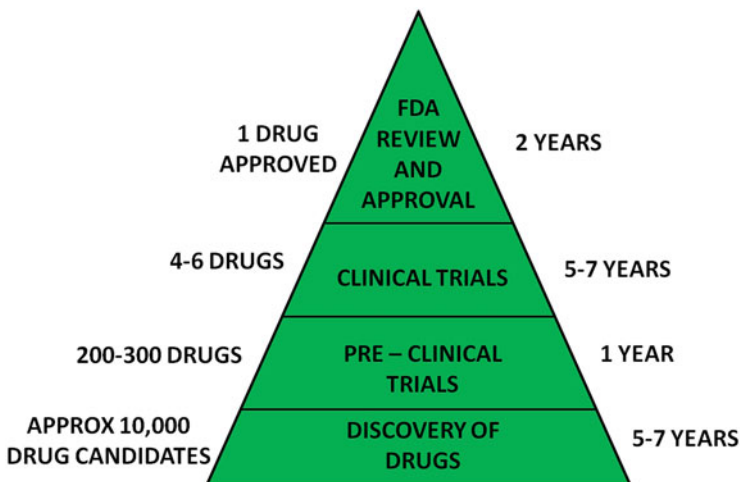 1 DRUG
APPROVED
FDA
REVIEW
AND
APPROVAL
2 YEARS
4-6 DRUGS
CLINICAL TRIALS
5-7 YEARS
200-300 DRUGS
PRE – CLINICAL
TRIALS
1 YEAR
APPROX 10,000
DRUG CANDIDATES
DISCOVERY OF
DRUGS
5-7 YEARS